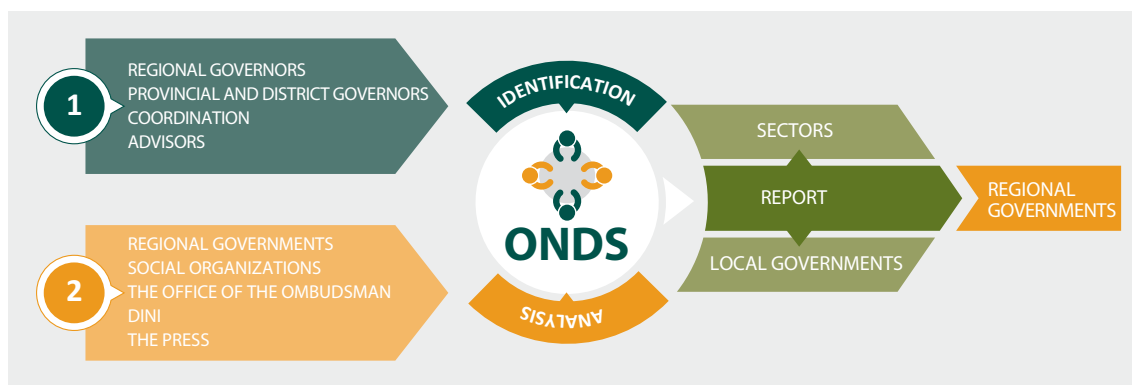 1
REGIONAL GOVERNORS
PROVINCIAL AND DISTRICT GOVERNORS
COORDINATION
ADVISORS
2
REGIONAL GOVERNMENTS
SOCIAL ORGANIZATIONS
THE OFFICE OF THE OMBUDSMAN
DINI
THE PRESS
IDENTIFICATION
ONDS
ANALYSIS
SECTORS
REPORT
LOCAL GOVERNMENTS
REGIONAL
GOVERNMENTS